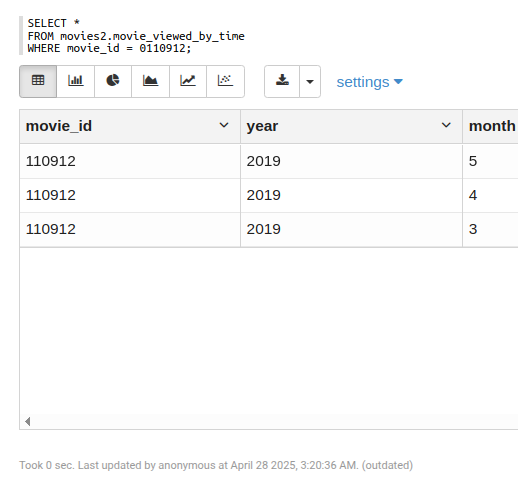 SELECT *
FROM movies2.movie_viewed_by_time
WHERE movie_id = 0110912;
settings
movie_id year month
110912 2019 5
110912 2019 4
110912 2019 3
Took 0 sec. Last updated by anonymous at April 28 2025, 3:20:36 AM. (outdated)